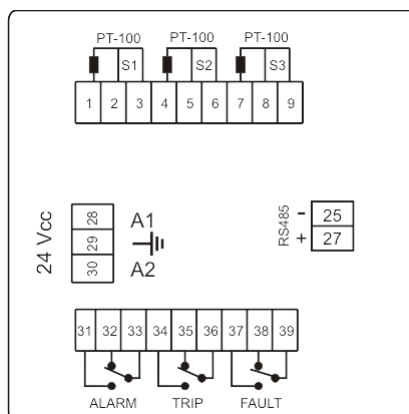 PT-100 PT-100 PT-100
S1 S2 S3
1 2 3 4 5 6 7 8 9
24 Vcc
28 A1
29
30 A2
RS485
- 25
+ 27
31 32 33 34 35 36 37 38 39
ALARM TRIP FAULT